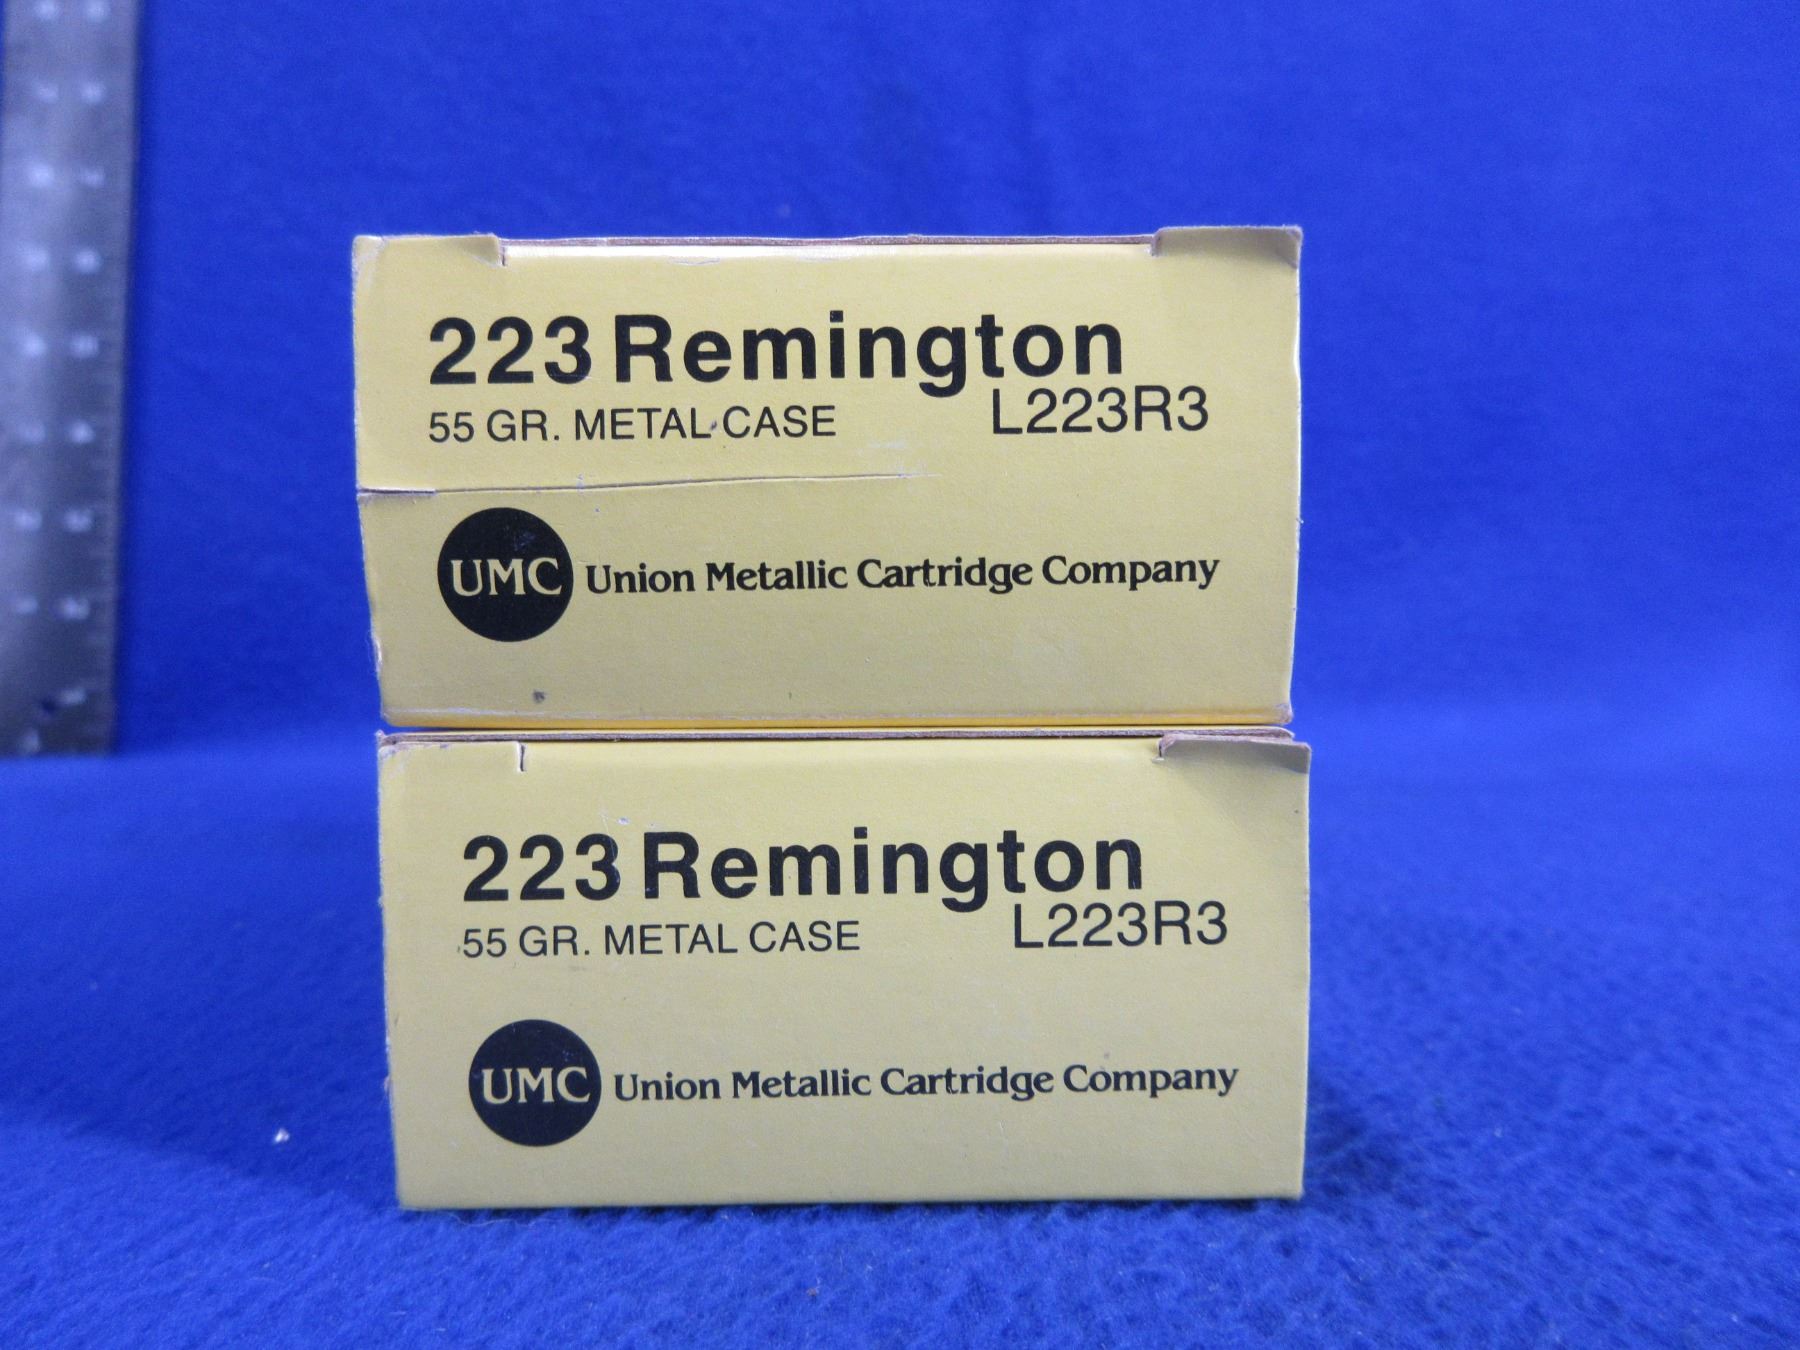 223 Remington
55 GR. METAL CASE L223R3
UMC Union Metallic Cartridge Company
223 Remington
55 GR. METAL CASE L223R3
UMC Union Metallic Cartridge Company